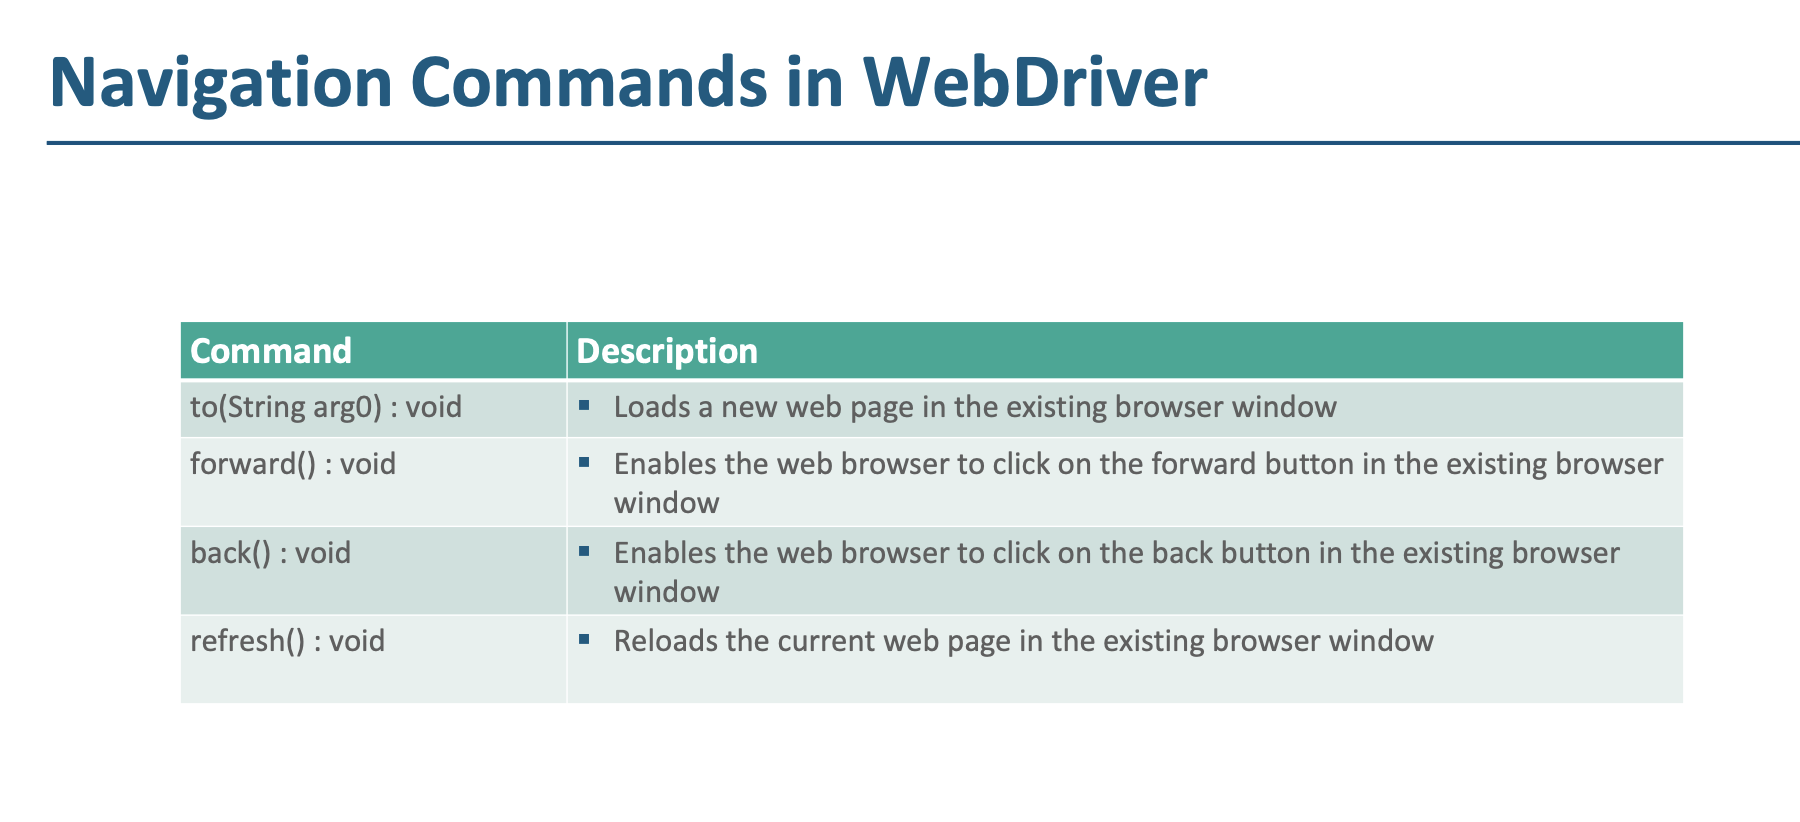 Navigation Commands in WebDriver
Command
Description
to(String arg0) : void
▪ Loads a new web page in the existing browser window
forward() : void
▪ Enables the web browser to click on the forward button in the existing browser
window
back() : void
▪ Enables the web browser to click on the back button in the existing browser
window
refresh() : void
▪ Reloads the current web page in the existing browser window